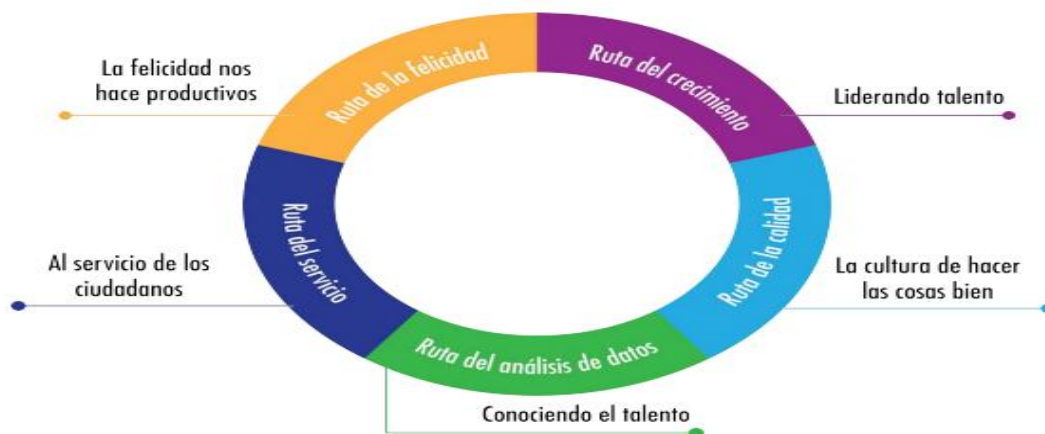 La felicidad nos
hace productivos
Ruta de la felicidad
Ruta del crecimiento
Liderando talento
Al servicio de los
ciudadanos
Ruta del servicio
Ruta de la calidad
La cultura de hacer
las cosas bien
Ruta del análisis de datos
Conociendo el talento